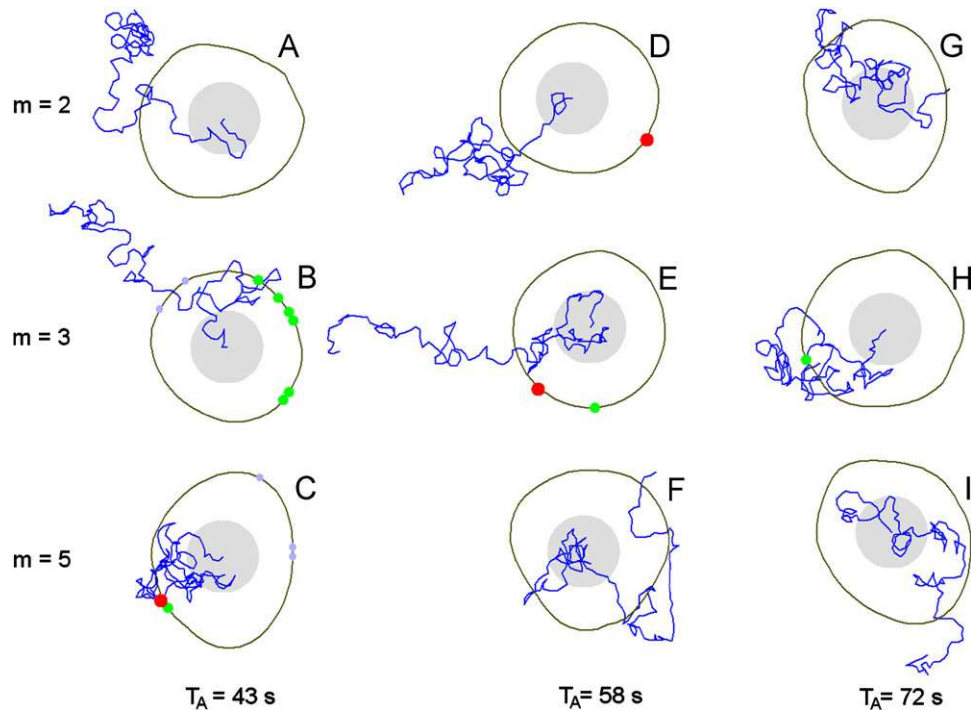 A D G
m = 2
B E H
m = 3
C F I
m = 5
T_A = 43 s T_A = 58 s T_A = 72 s